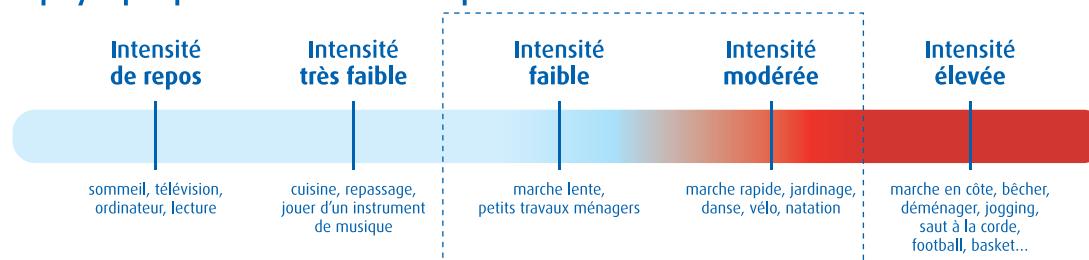 Intensité
de repos
Intensité
très faible
Intensité
faible
Intensité
modérée
Intensité
élevée
sommeil, télévision,
ordinateur, lecture
cuisine, repassage,
jouer d'un instrument
de musique
marche lente,
petits travaux ménagers
marche rapide, jardinage,
danse, vélo, natation
marche en côte, bêcher,
déménager, jogging,
saut à la corde,
football, basket...